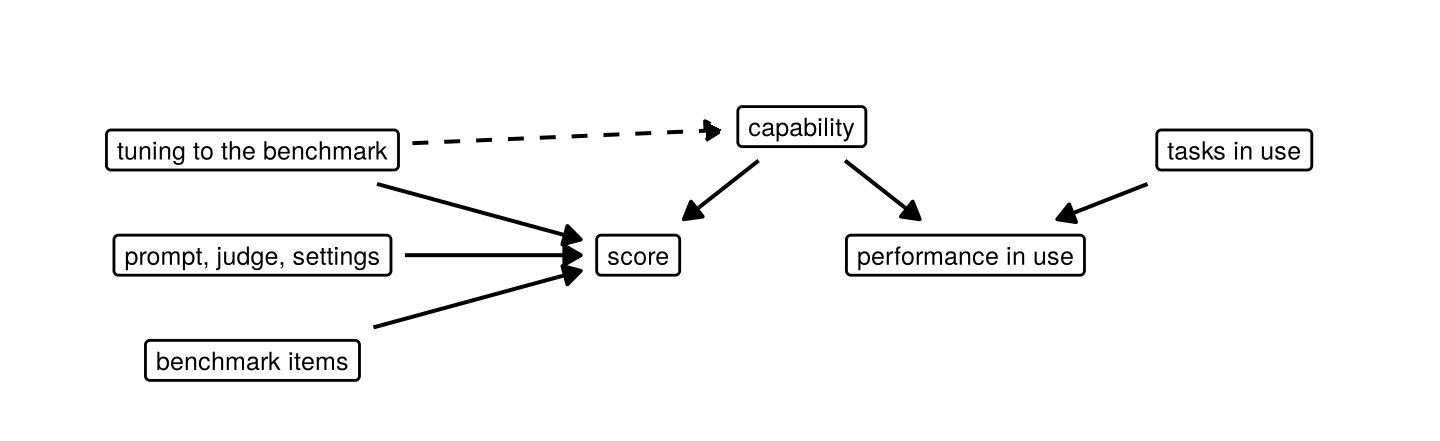 capability
tuning to the benchmark
tasks in use
prompt, judge, settings
score
performance in use
benchmark items